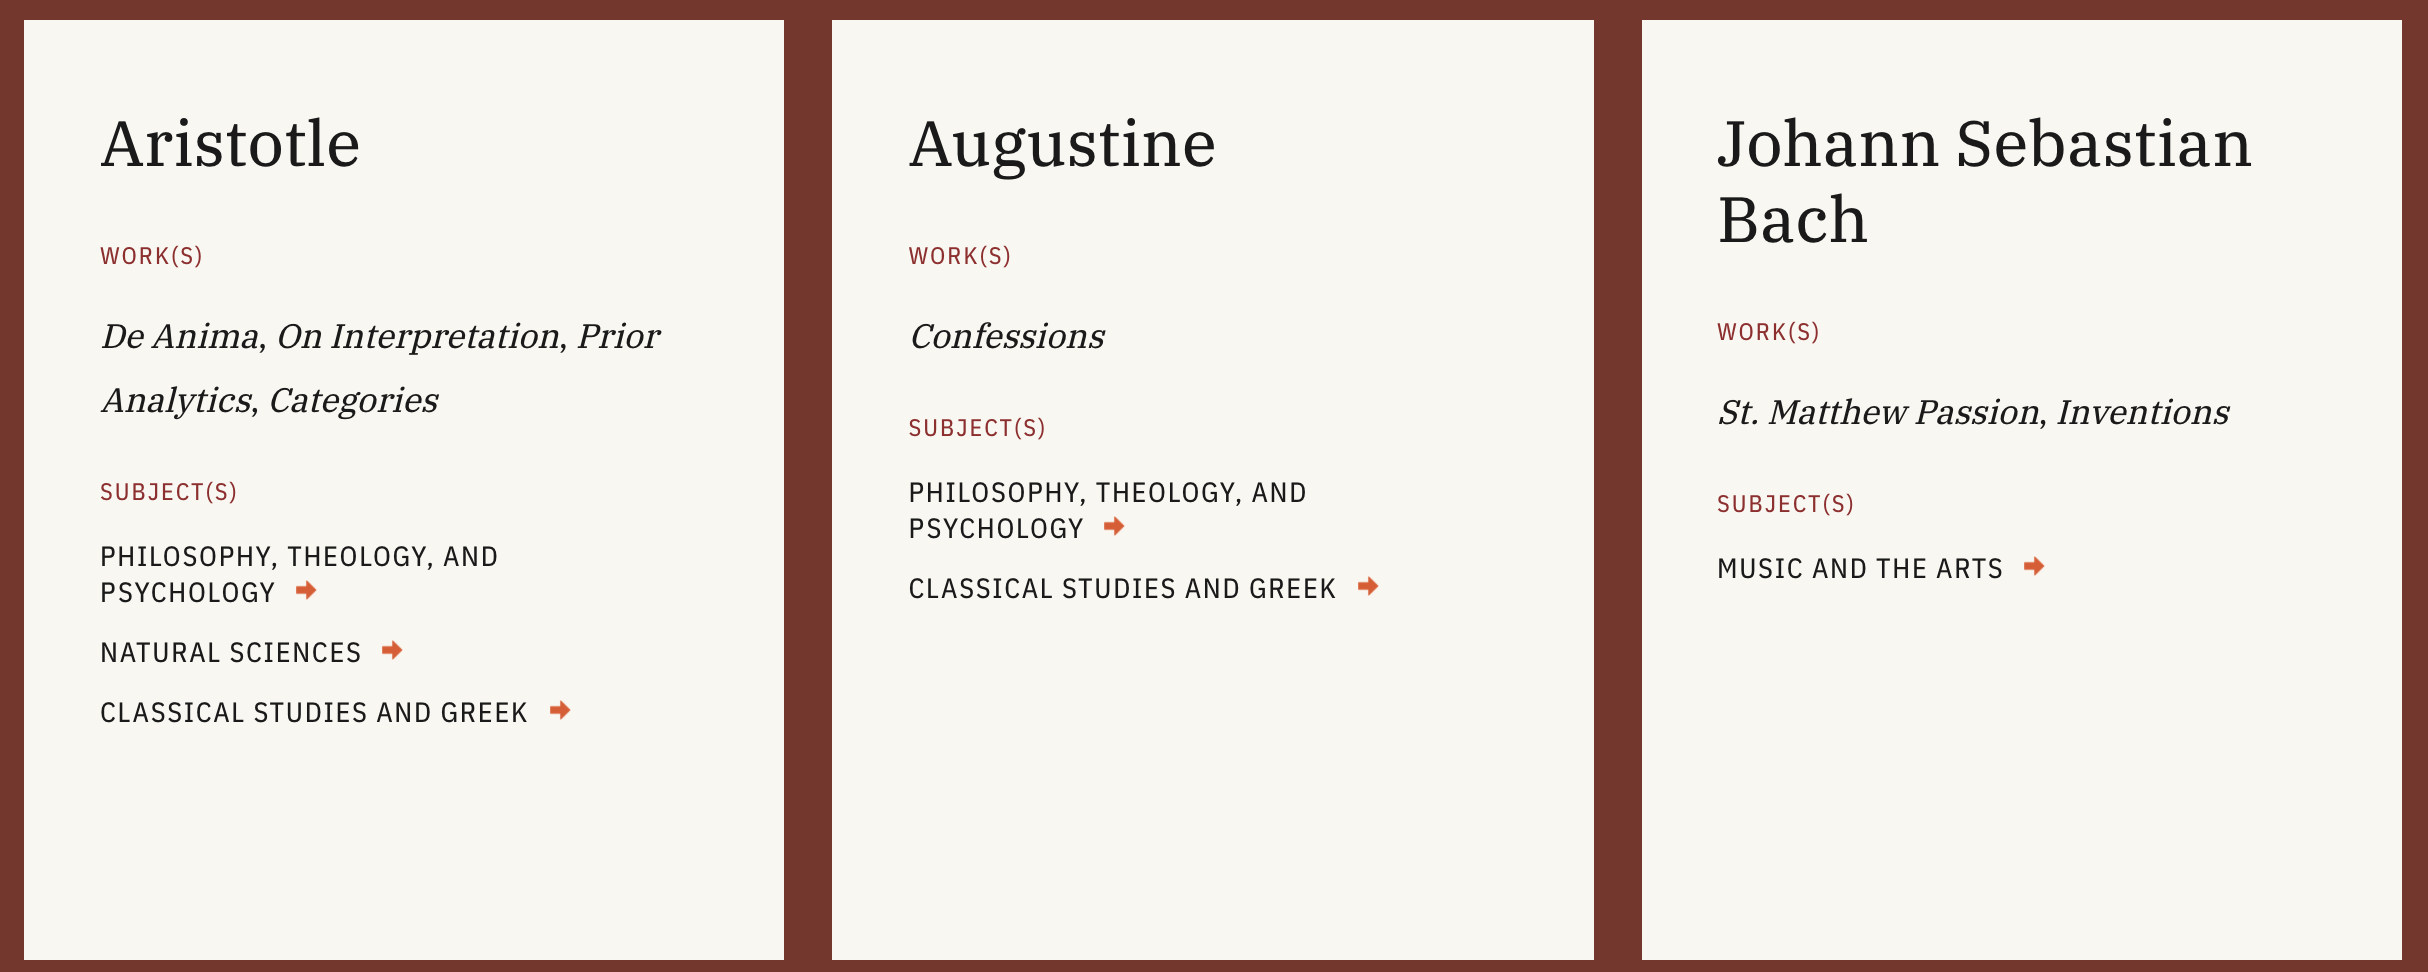 Aristotle
WORK(S)
De Anima, On Interpretation, Prior
Analytics, Categories
SUBJECT(S)
PHILOSOPHY, THEOLOGY, AND
PSYCHOLOGY
NATURAL SCIENCES
CLASSICAL STUDIES AND GREEK
Augustine
WORK(S)
Confessions
SUBJECT(S)
PHILOSOPHY, THEOLOGY, AND
PSYCHOLOGY
CLASSICAL STUDIES AND GREEK
Johann Sebastian
Bach
WORK(S)
St. Matthew Passion, Inventions
SUBJECT(S)
MUSIC AND THE ARTS